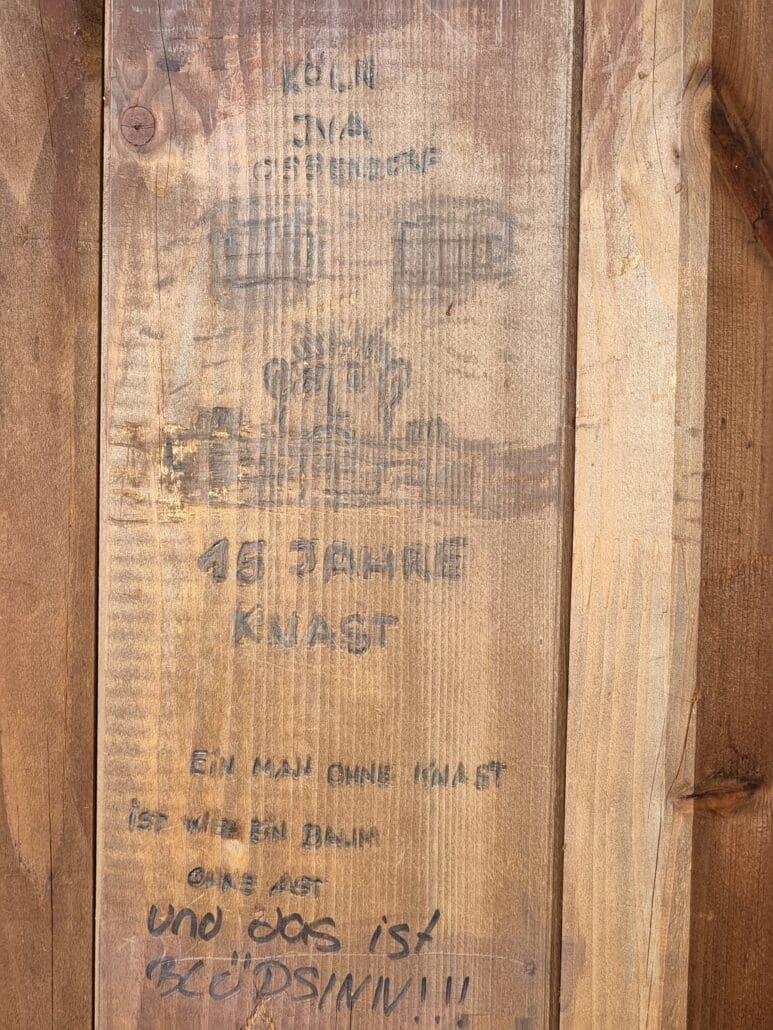 KÖLN
JVA
OSSENDORF
15 JAHRE
KNAST
EIN MAN OHNE KNAST
IST WIE EIN BAUM
OHNE AST
und das ist
BLÖDSINN!!!